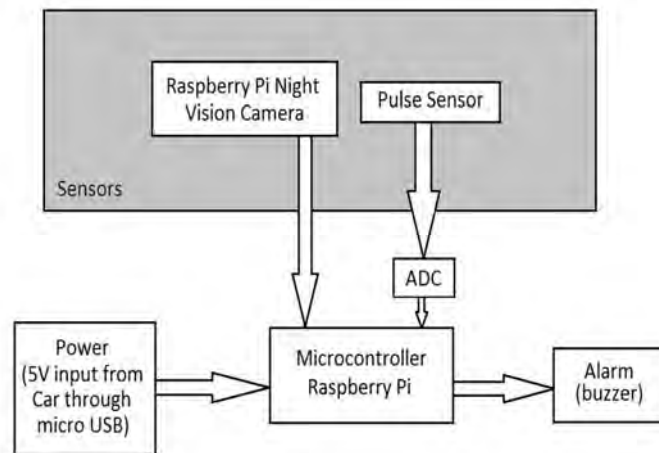 Raspberry Pi Night
Vision Camera
Pulse Sensor
Sensors
ADC
Power
(5V input from
Car through
micro USB)
Microcontroller
Raspberry Pi
Alarm
(buzzer)